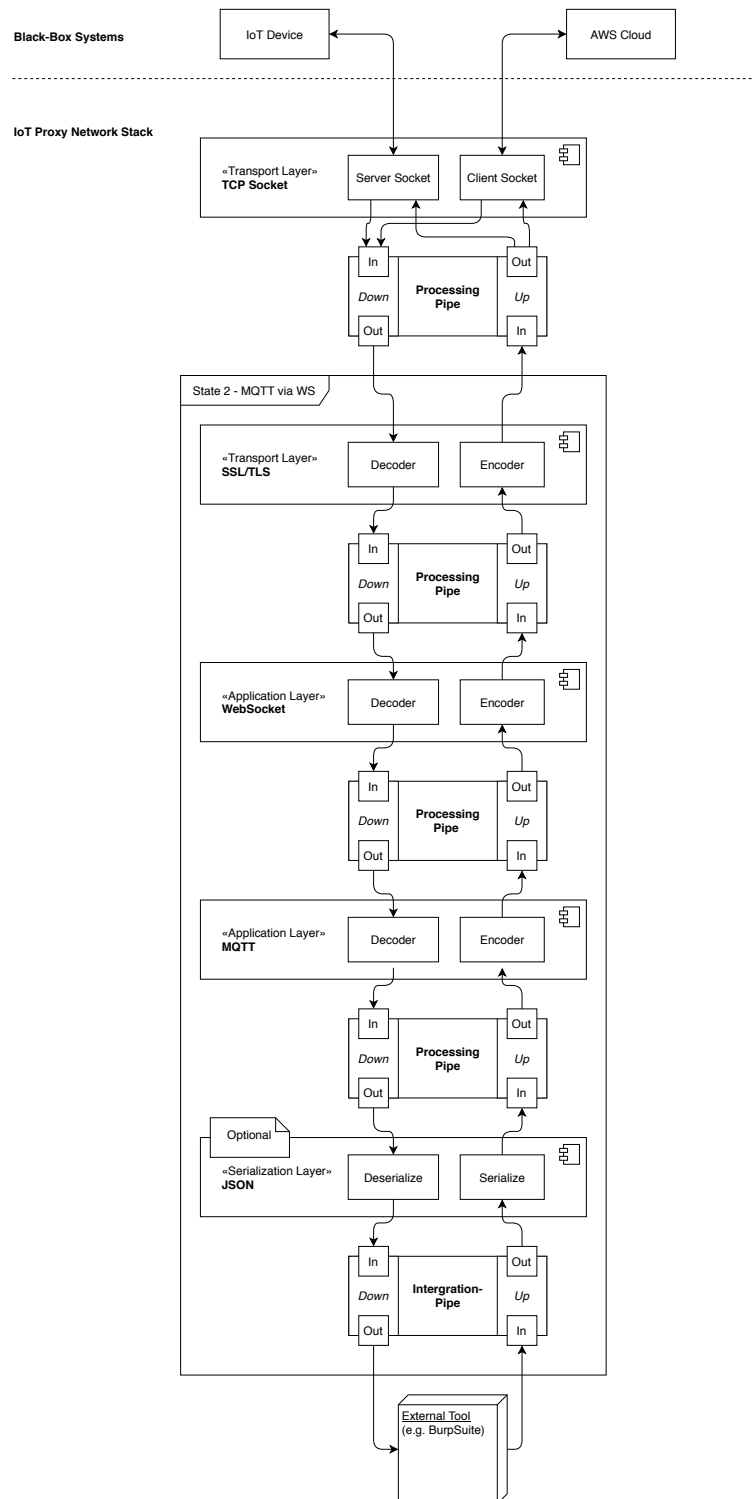 Black-Box Systems
IoT Device
AWS Cloud
IoT Proxy Network Stack
«Transport Layer»
TCP Socket
Server Socket
Client Socket
In
Out
Down
Processing
Pipe
Up
Out
In
State 2 - MQTT via WS
«Transport Layer»
SSL/TLS
Decoder
Encoder
In
Out
Down
Processing
Pipe
Up
Out
In
«Application Layer»
WebSocket
Decoder
Encoder
In
Out
Down
Processing
Pipe
Up
Out
In
«Application Layer»
MQTT
Decoder
Encoder
In
Out
Down
Processing
Pipe
Up
Out
In
Optional
«Serialization Layer»
JSON
Deserialize
Serialize
In
Out
Down
Intergration-
Pipe
Up
Out
In
External Tool
(e.g. BurpSuite)